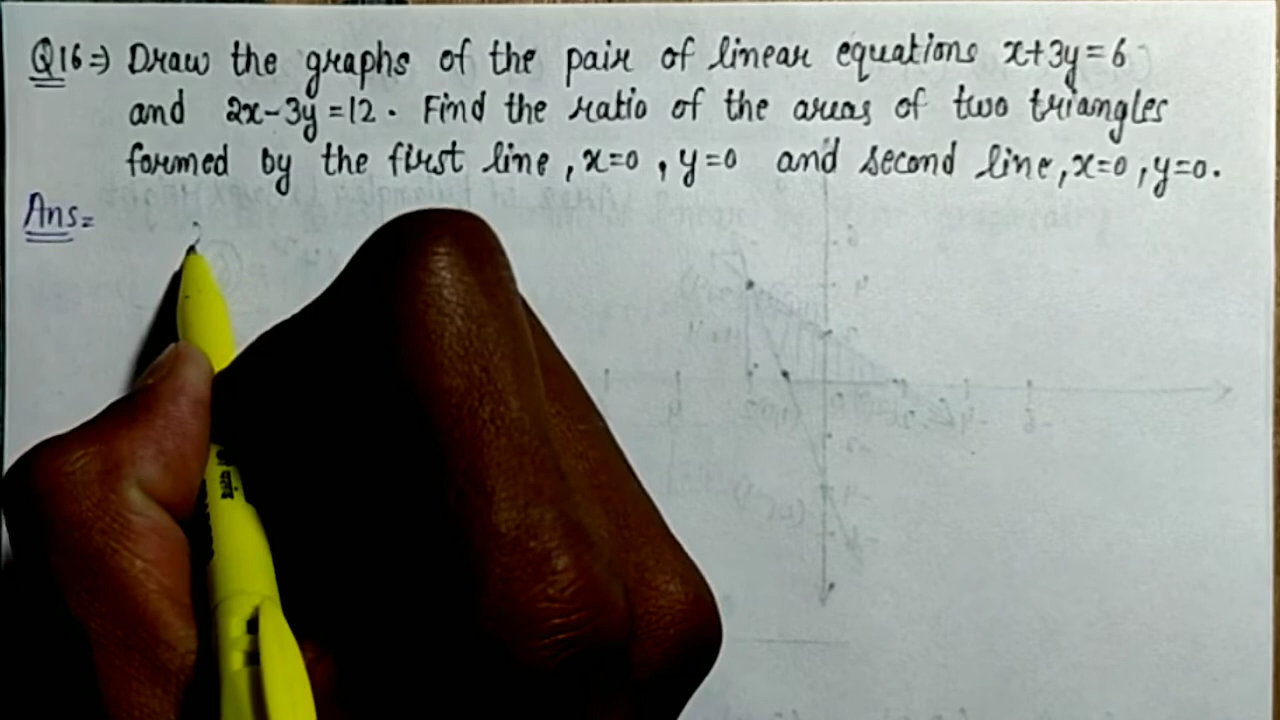 Q16⇒ Draw the graphs of the pair of linear equations x+3y=6
and 2x-3y=12. Find the ratio of the areas of two triangles
formed by the first line, x=0, y=0 and second line, x=0, y=0.
Ans=